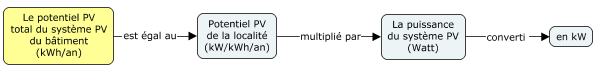 Le potentiel PV
total du système PV
du bâtiment
(kWh/an)
est égal au
Potentiel PV
de la localité
(kW/kWh/an)
multiplié par
La puissance
du système PV
(Watt)
converti
en kW